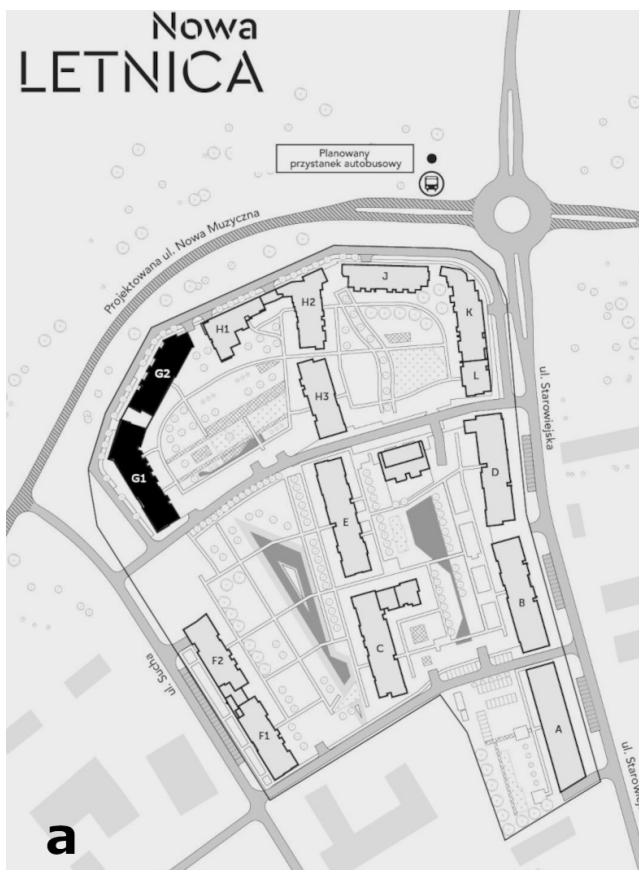 Nowa
LETNICA
Planowany
przystanek autobusowy
Projektowana ul. Nowa Muzyczna
J
H2
H1
K
G2
L
H3
ul. Starowiejska
G1
D
E
B
C
F2
ul. Sucha
F1
A
ul. Starowiej
a